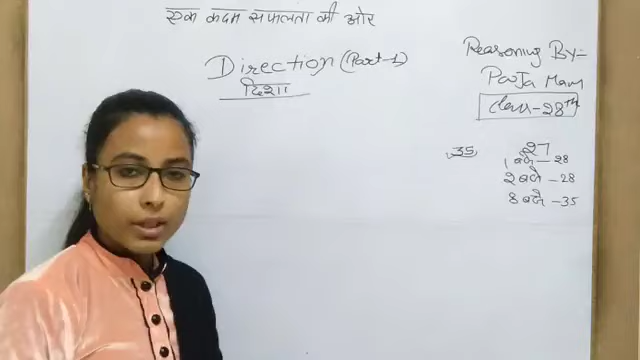 एक कदम सफलता की ओर
Direction (Part-1)
दिशा
Reasoning By:-
Pooja Mam
Class-28th
35
27
1 बजे - 28
2 बजे - 28
8 बजे - 35